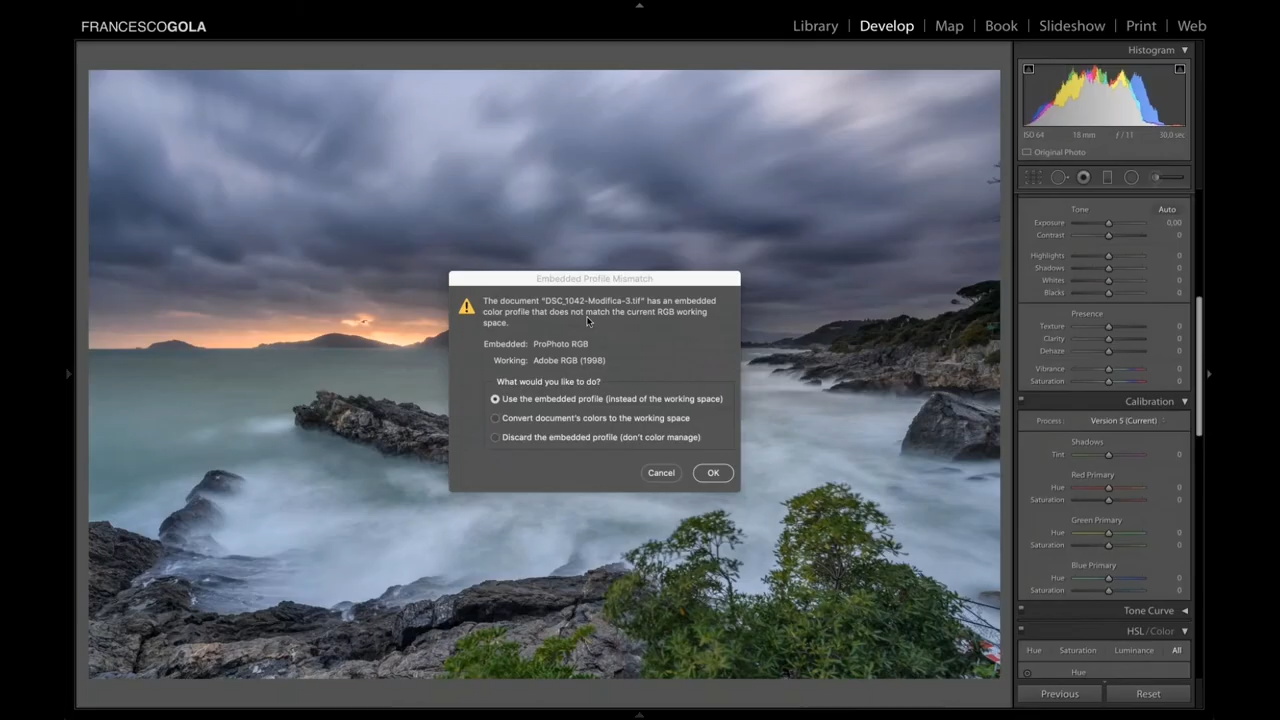 FRANCESCOGOLA
Library | Develop | Map | Book | Slideshow | Print | Web
Histogram
ISO 64 18 mm ƒ / 11 30,0 sec
Original Photo
Tone Auto
Exposure 0,00
Contrast 0
Highlights 0
Shadows 0
Whites 0
Blacks 0
Presence
Texture 0
Clarity 0
Dehaze 0
Vibrance 0
Saturation 0
Calibration
Process: Version 5 (Current)
Shadows
Tint 0
Red Primary
Hue 0
Saturation 0
Green Primary
Hue 0
Saturation 0
Blue Primary
Hue 0
Saturation 0
Tone Curve
HSL / Color
Hue Saturation Luminance All
Hue
Previous Reset
Embedded Profile Mismatch
The document "DSC_1042-Modifica-3.tif" has an embedded
color profile that does not match the current RGB working
space.
Embedded: ProPhoto RGB
Working: Adobe RGB (1998)
What would you like to do?
Use the embedded profile (instead of the working space)
Convert document's colors to the working space
Discard the embedded profile (don't color manage)
Cancel OK